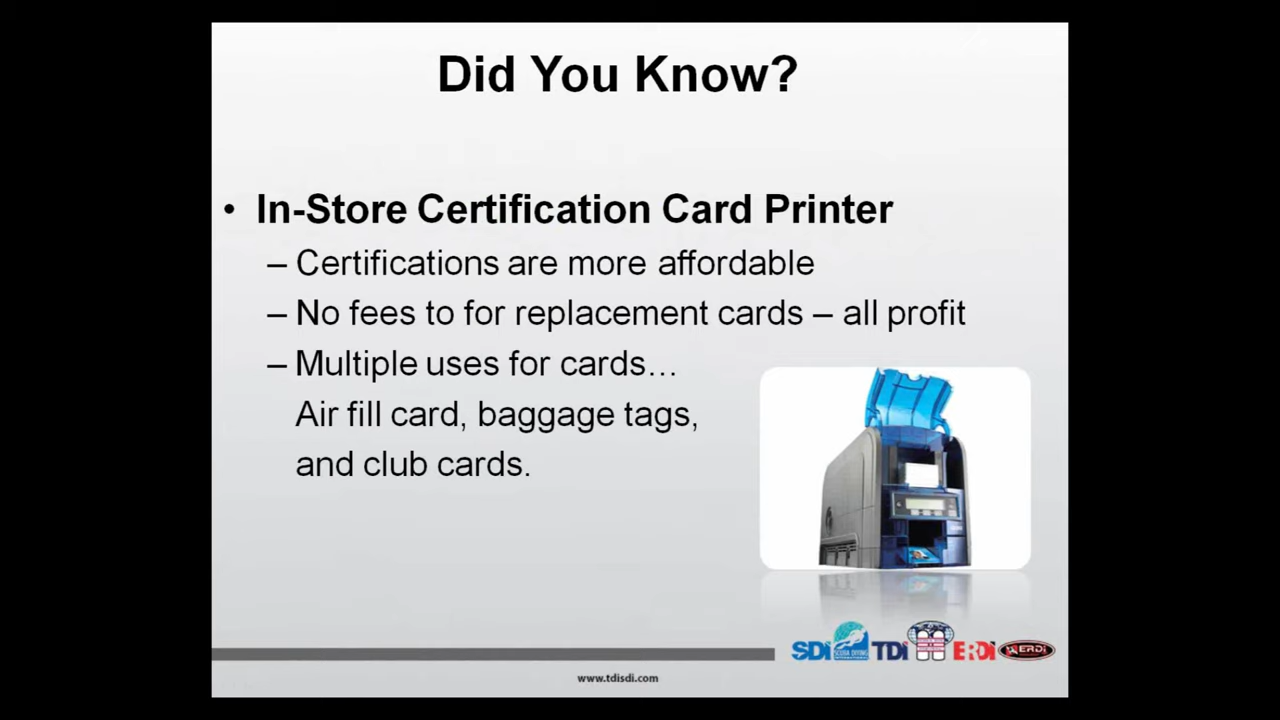 Did You Know?
• In-Store Certification Card Printer
– Certifications are more affordable
– No fees to for replacement cards – all profit
– Multiple uses for cards…
Air fill card, baggage tags,
and club cards.
SDI TDI ERDI ERDI
www.tdisdi.com